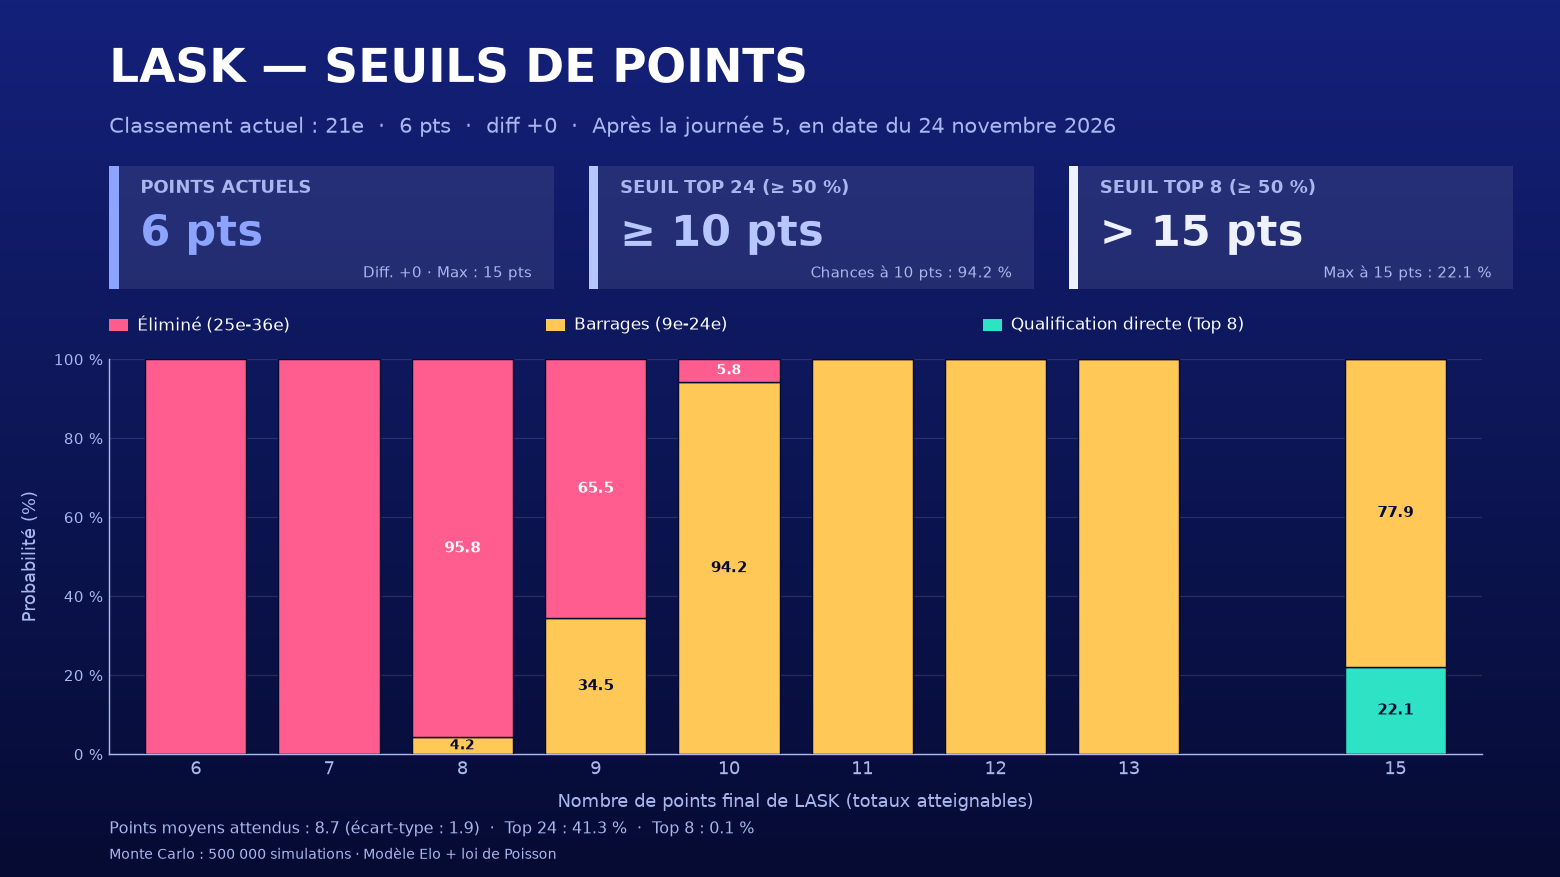 LASK — SEUILS DE POINTS
Classement actuel : 21e · 6 pts · diff +0 · Après la journée 5, en date du 24 novembre 2026
POINTS ACTUELS
6 pts
Diff. +0 · Max : 15 pts
SEUIL TOP 24 (≥ 50 %)
≥ 10 pts
Chances à 10 pts : 94.2 %
SEUIL TOP 8 (≥ 50 %)
> 15 pts
Max à 15 pts : 22.1 %
Éliminé (25e-36e)
Barrages (9e-24e)
Qualification directe (Top 8)
Probabilité (%)
100 %
80 %
60 %
40 %
20 %
0 %
95.8
4.2
65.5
34.5
5.8
94.2
77.9
22.1
6 7 8 9 10 11 12 13 15
Nombre de points final de LASK (totaux atteignables)
Points moyens attendus : 8.7 (écart-type : 1.9) · Top 24 : 41.3 % · Top 8 : 0.1 %
Monte Carlo : 500 000 simulations · Modèle Elo + loi de Poisson